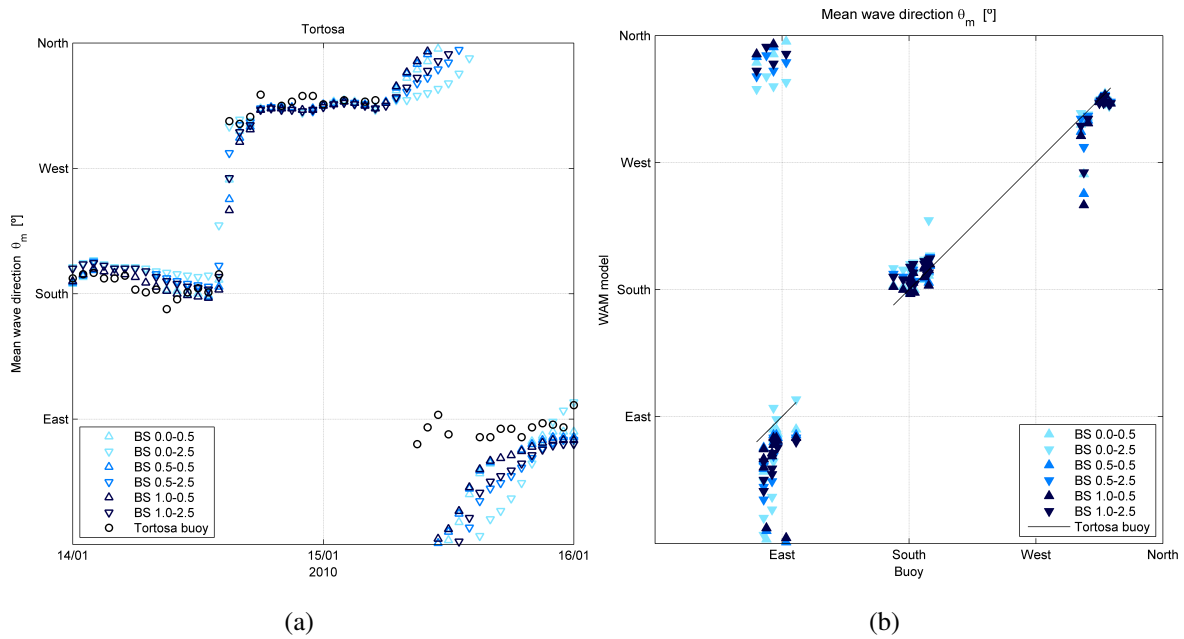 Tortosa
North
West
South
East
Mean wave direction θm [º]
BS 0.0-0.5
BS 0.0-2.5
BS 0.5-0.5
BS 0.5-2.5
BS 1.0-0.5
BS 1.0-2.5
Tortosa buoy
14/01
15/01
16/01
2010
(a)
Mean wave direction θm [º]
North
West
South
East
WAM model
BS 0.0-0.5
BS 0.0-2.5
BS 0.5-0.5
BS 0.5-2.5
BS 1.0-0.5
BS 1.0-2.5
Tortosa buoy
East
South
West
North
Buoy
(b)